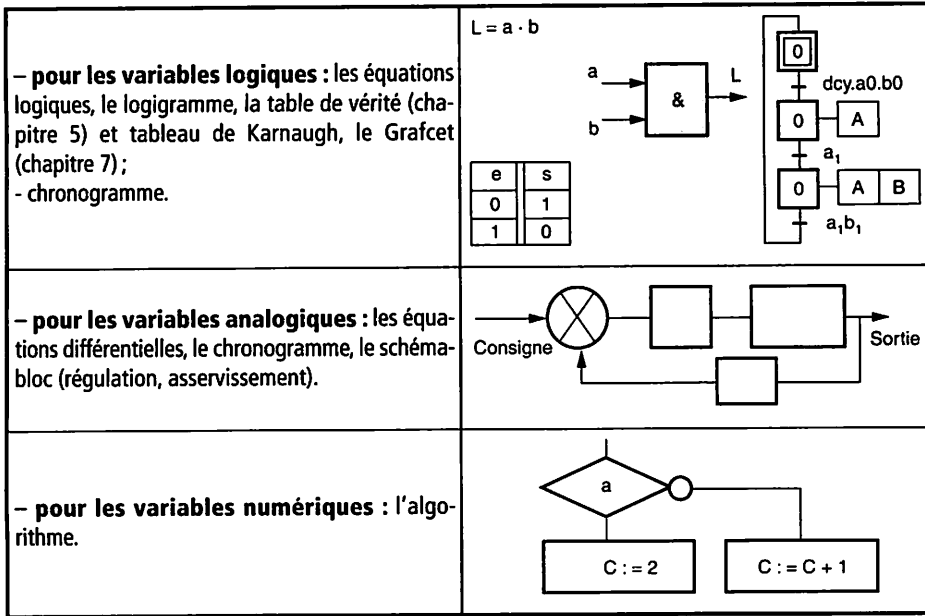 – pour les variables logiques : les équations
logiques, le logigramme, la table de vérité (cha-
pitre 5) et tableau de Karnaugh, le Grafcet
(chapitre 7) ;
- chronogramme.
L = a · b
a
b
&
L
e s
0 1
1 0
0
dcy.a0.b0
0 A
a₁
0 A B
a₁b₁
– pour les variables analogiques : les équa-
tions différentielles, le chronogramme, le schéma-
bloc (régulation, asservissement).
Consigne
Sortie
– pour les variables numériques : l'algo-
rithme.
a
C : = 2
C : = C + 1